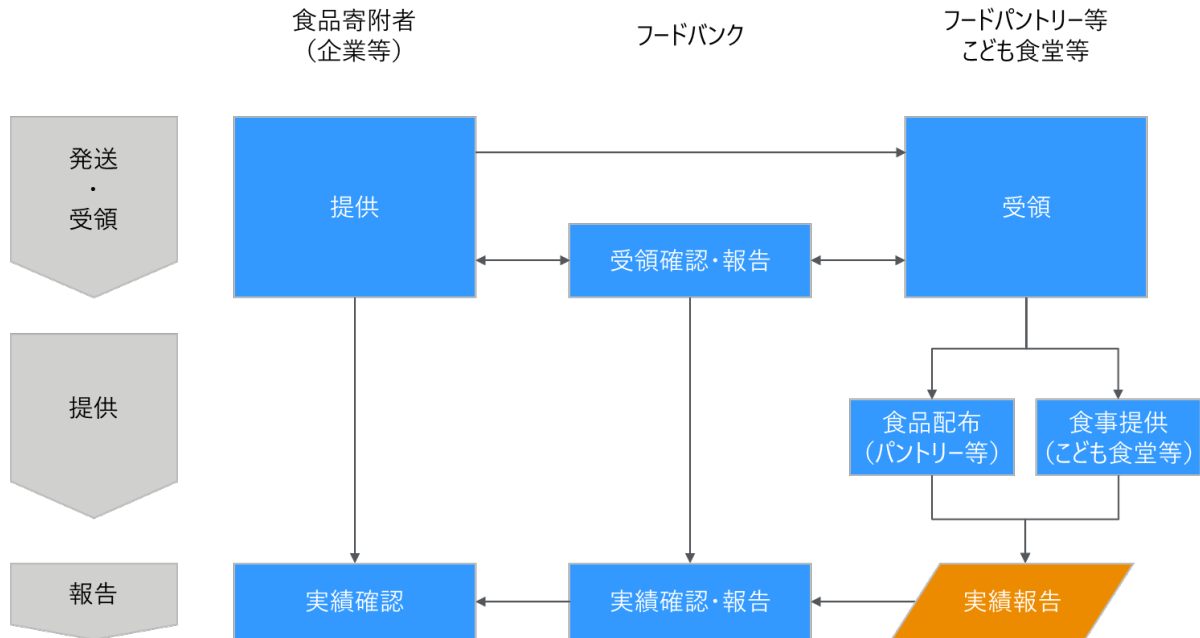 食品寄附者
（企業等）
フードバンク
フードパントリー等
こども食堂等
発送
・
受領
提供
受領
受領確認・報告
提供
食品配布
（パントリー等）
食事提供
（こども食堂等）
報告
実績確認
実績確認・報告
実績報告